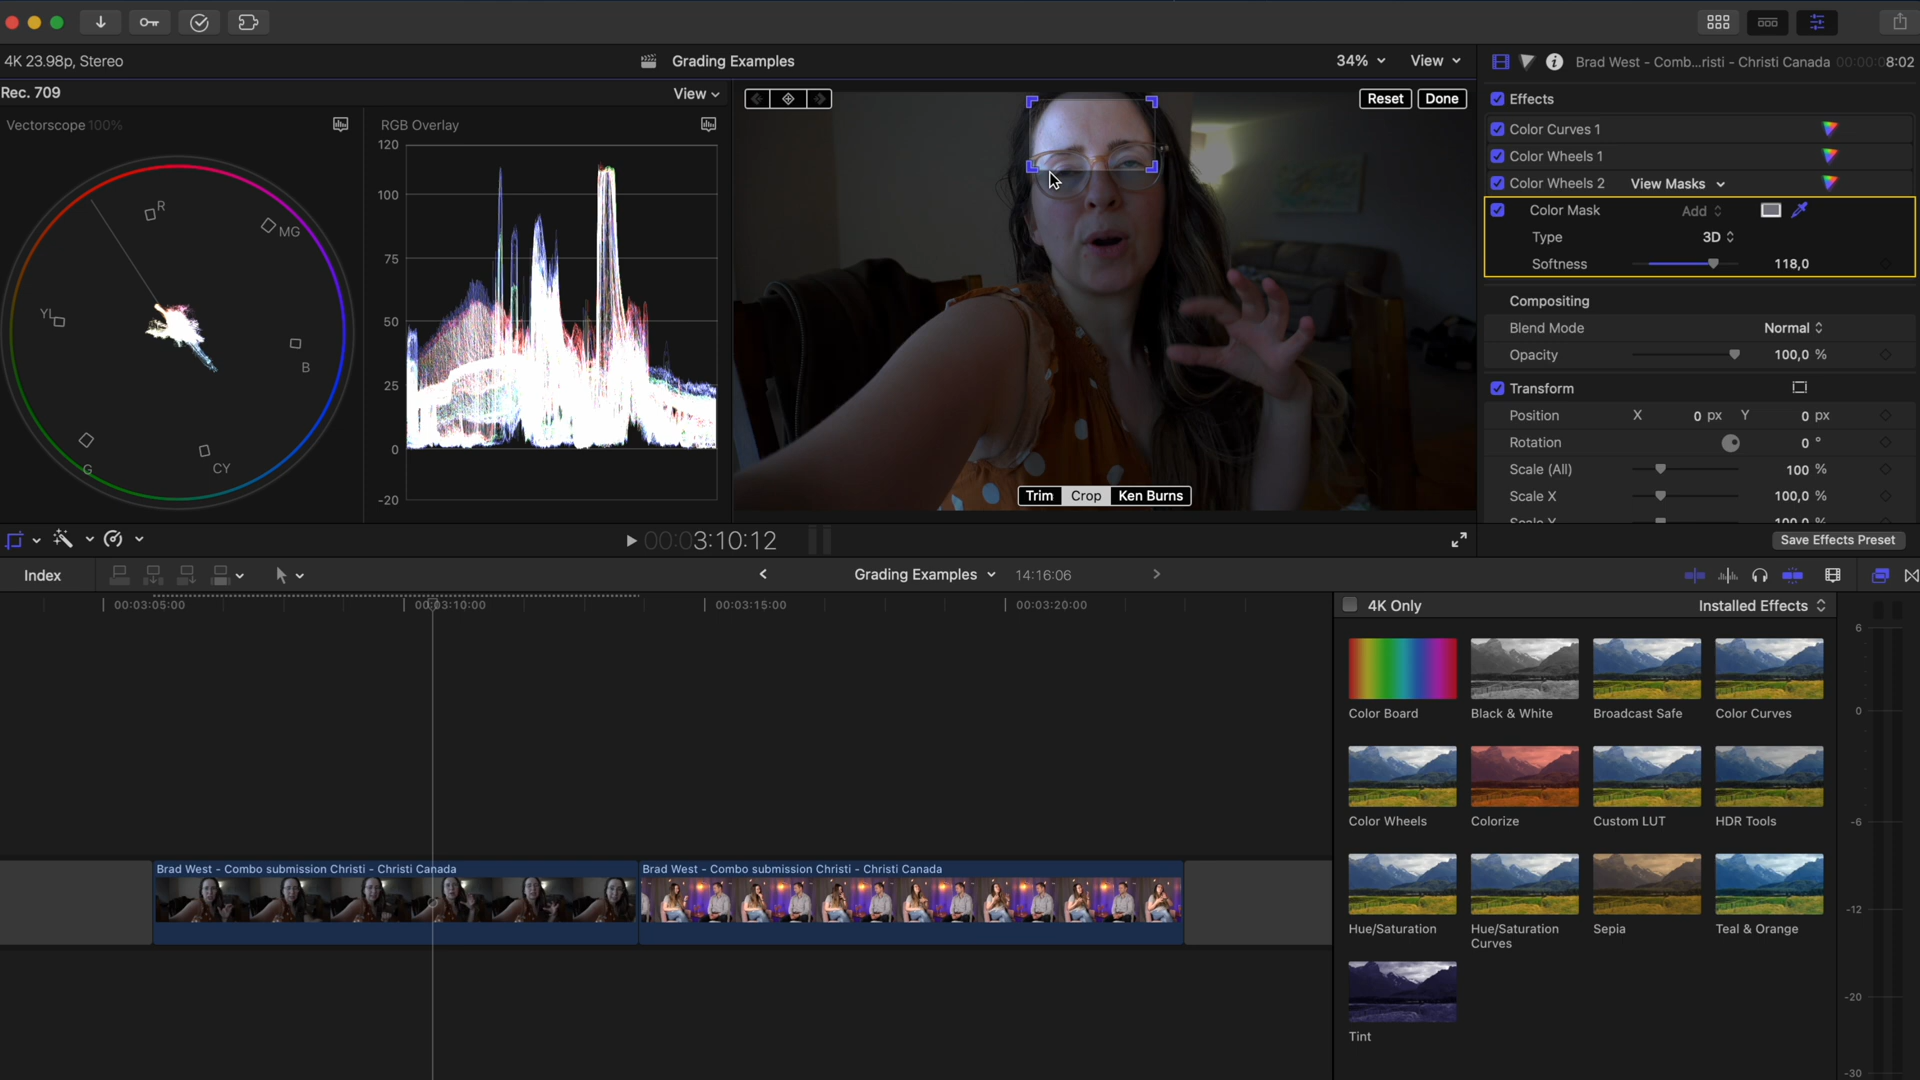 4K 23.98p, Stereo
Grading Examples
34%
View
Brad West - Comb...risti - Christi Canada
00:00:08:02
Rec. 709
View
Vectorscope 100%
R
MG
B
CY
G
YL
RGB Overlay
120
100
75
50
25
0
-20
Reset
Done
Trim
Crop
Ken Burns
Effects
Color Curves 1
Color Wheels 1
Color Wheels 2
View Masks
Color Mask
Add
Type
3D
Softness
118,0
Compositing
Blend Mode
Normal
Opacity
100,0 %
Transform
Position
X
0 px
Y
0 px
Rotation
0 °
Scale (All)
100 %
Scale X
100,0 %
Scale Y
100,0 %
Save Effects Preset
00:03:10:12
Index
Grading Examples
14:16:06
00:03:05:00
00:03:10:00
00:03:15:00
00:03:20:00
Brad West - Combo submission Christi - Christi Canada
Brad West - Combo submission Christi - Christi Canada
4K Only
Installed Effects
Color Board
Black & White
Broadcast Safe
Color Curves
Color Wheels
Colorize
Custom LUT
HDR Tools
Hue/Saturation
Hue/Saturation
Curves
Sepia
Teal & Orange
Tint
6
0
-6
-12
-20
-30